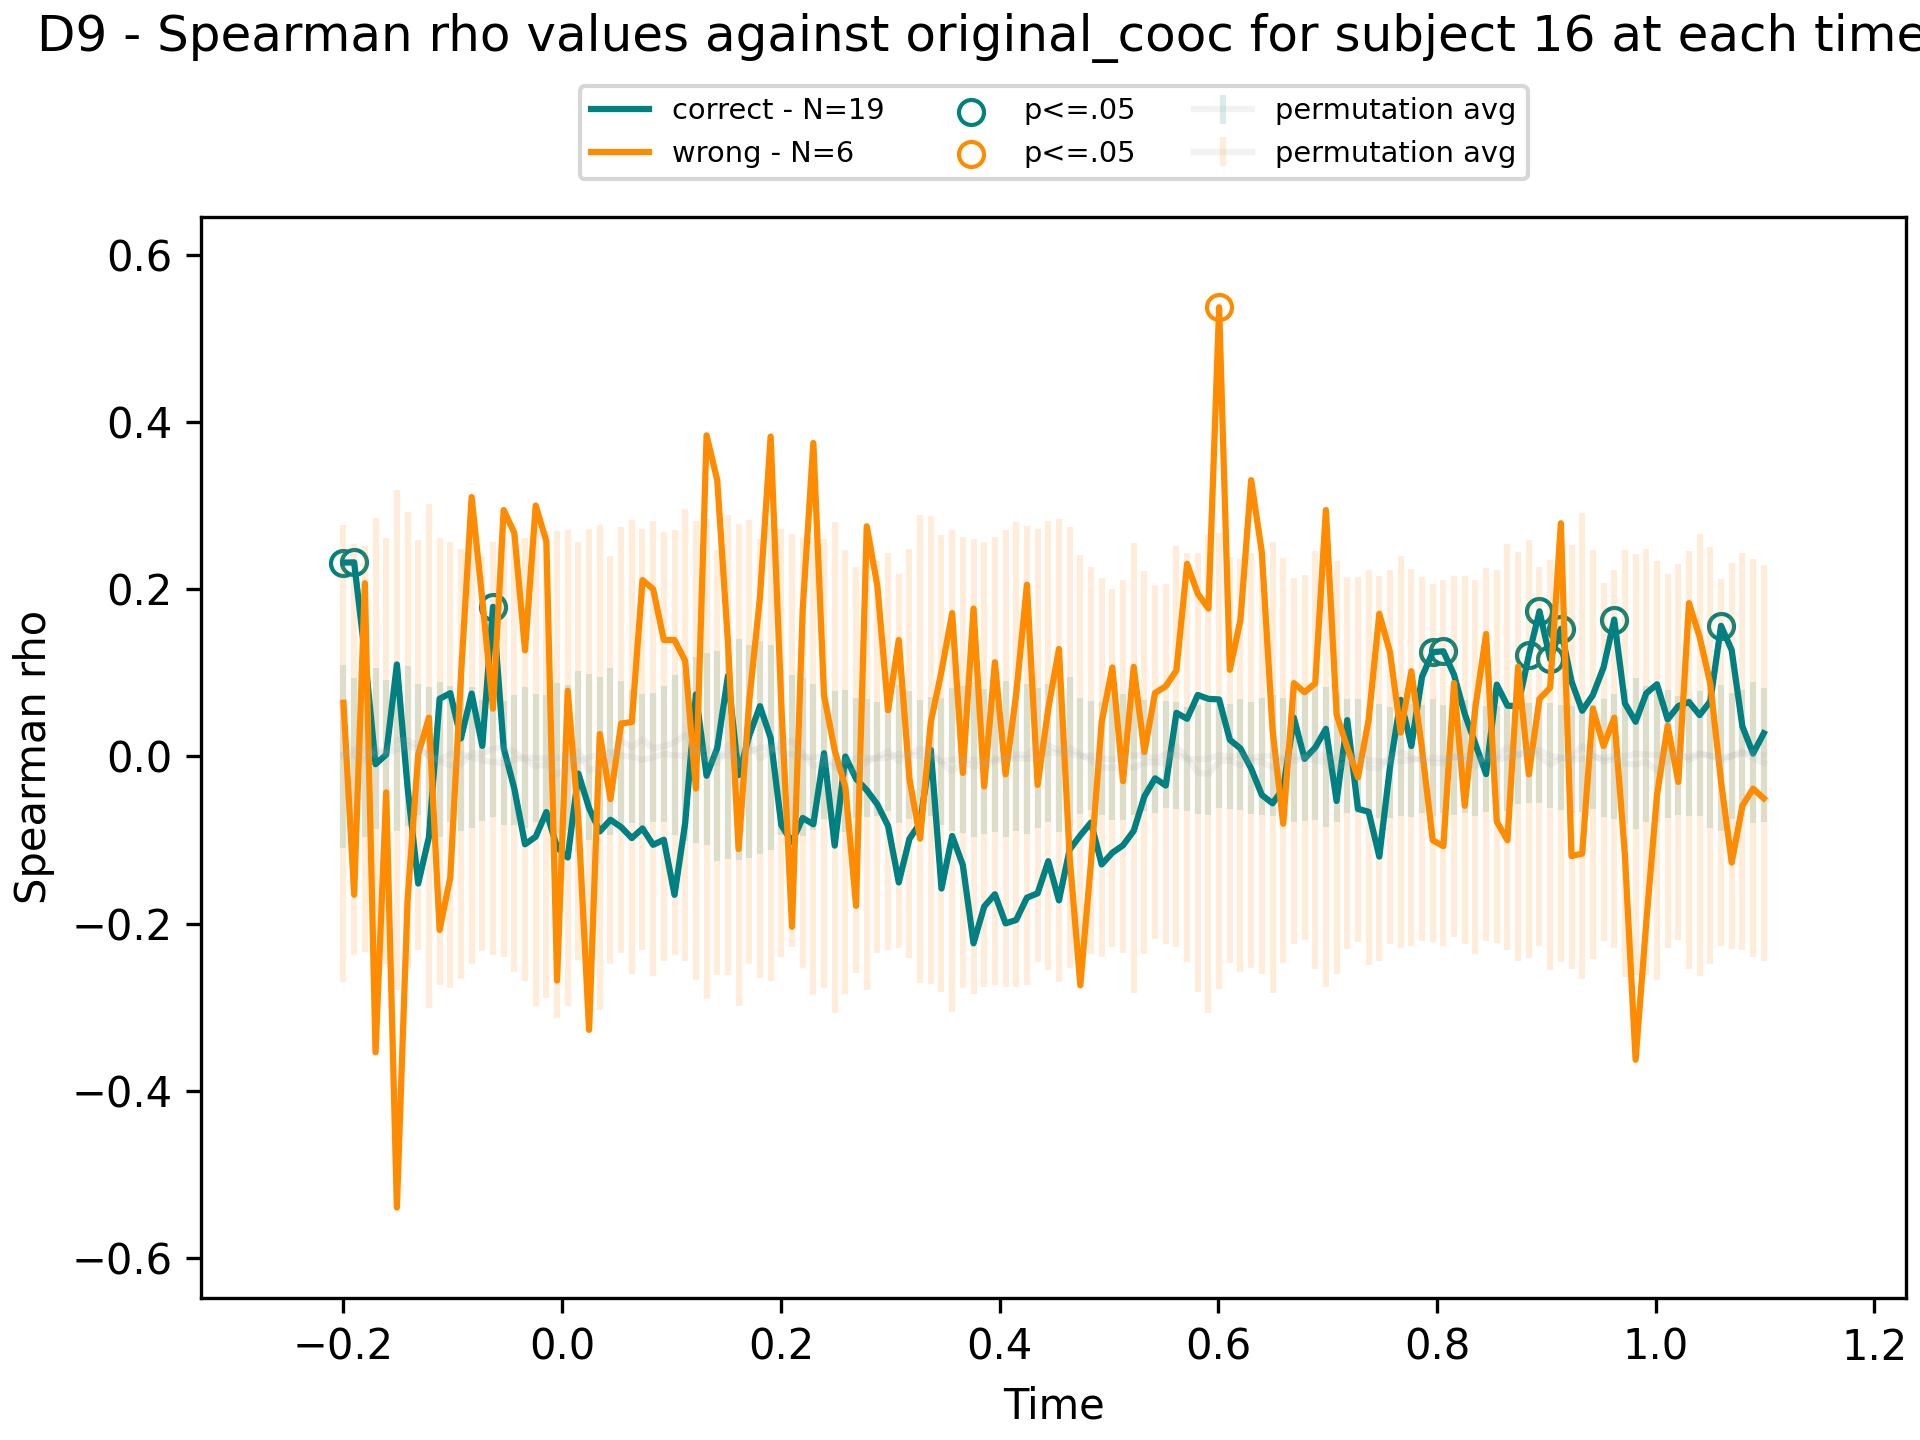 D9 - Spearman rho values against original_cooc for subject 16 at each time
correct - N=19
wrong - N=6
p<=.05
p<=.05
permutation avg
permutation avg
Spearman rho
0.6
0.4
0.2
0.0
−0.2
−0.4
−0.6
−0.2 0.0 0.2 0.4 0.6 0.8 1.0 1.2
Time